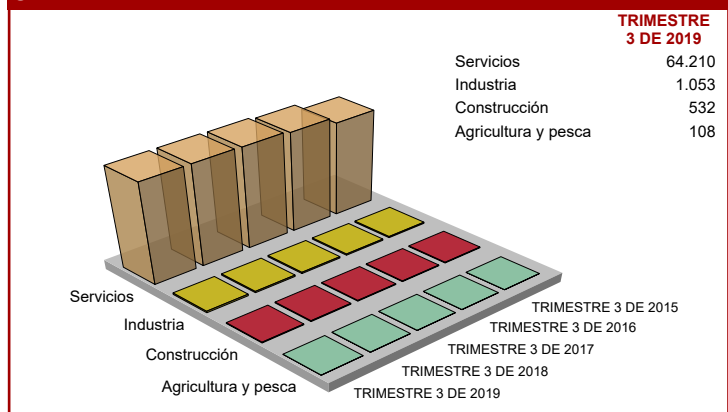 TRIMESTRE
3 DE 2019
Servicios 64.210
Industria 1.053
Construcción 532
Agricultura y pesca 108
Servicios
Industria
Construcción
Agricultura y pesca
TRIMESTRE 3 DE 2015
TRIMESTRE 3 DE 2016
TRIMESTRE 3 DE 2017
TRIMESTRE 3 DE 2018
TRIMESTRE 3 DE 2019